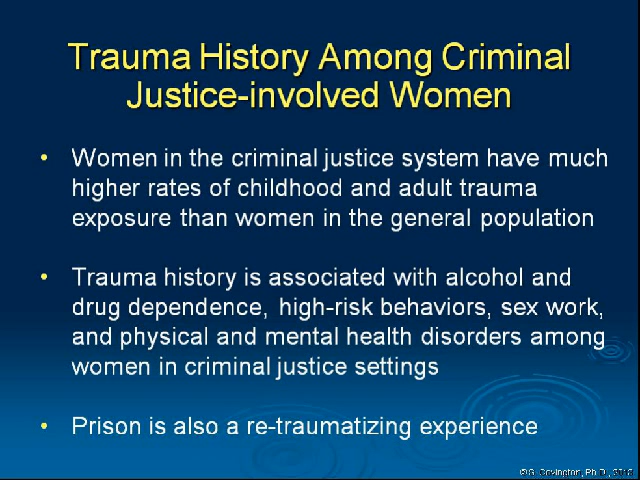 Trauma History Among Criminal
Justice-involved Women
• Women in the criminal justice system have much
higher rates of childhood and adult trauma
exposure than women in the general population
• Trauma history is associated with alcohol and
drug dependence, high-risk behaviors, sex work,
and physical and mental health disorders among
women in criminal justice settings
• Prison is also a re-traumatizing experience
© S. Covington, Ph.D.,